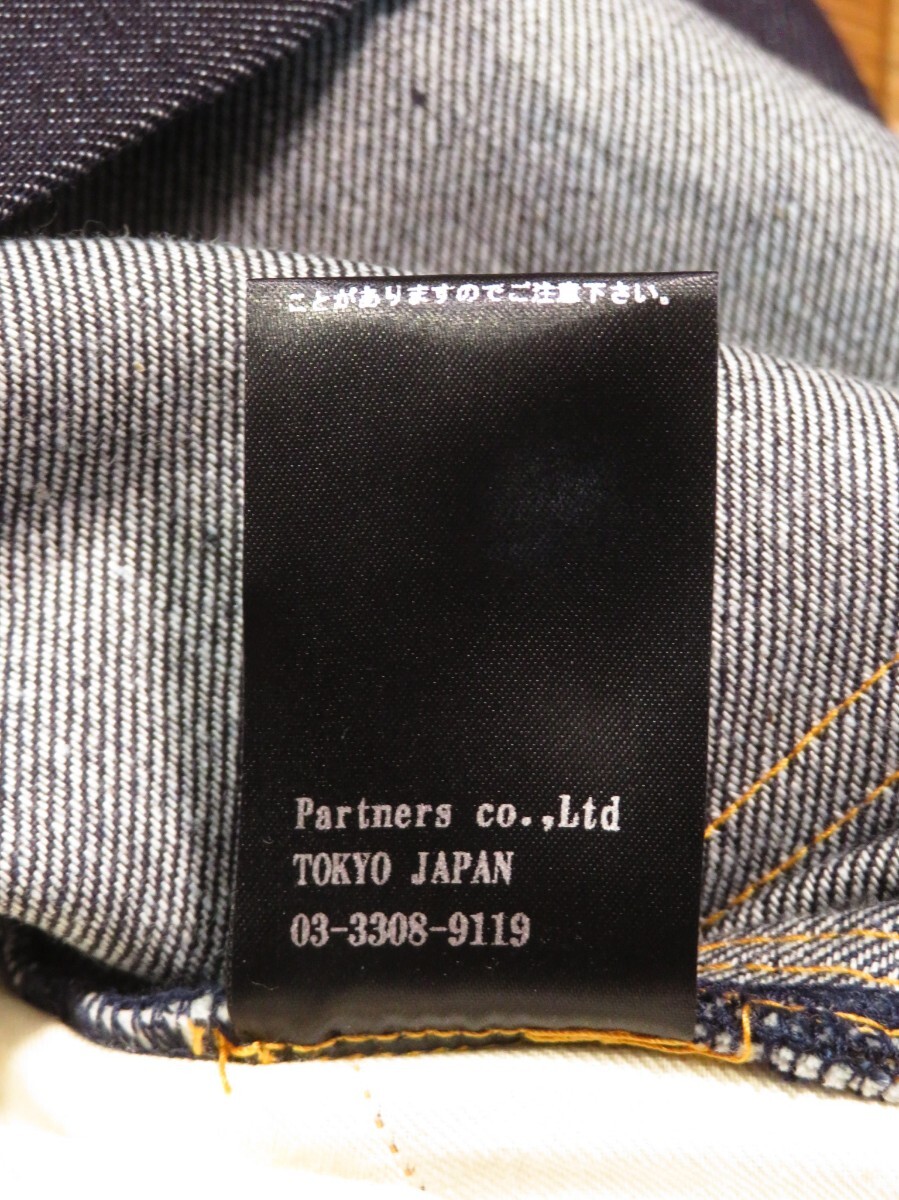 ことがありますのでご注意下さい。
Partners co.,Ltd
TOKYO JAPAN
03-3308-9119